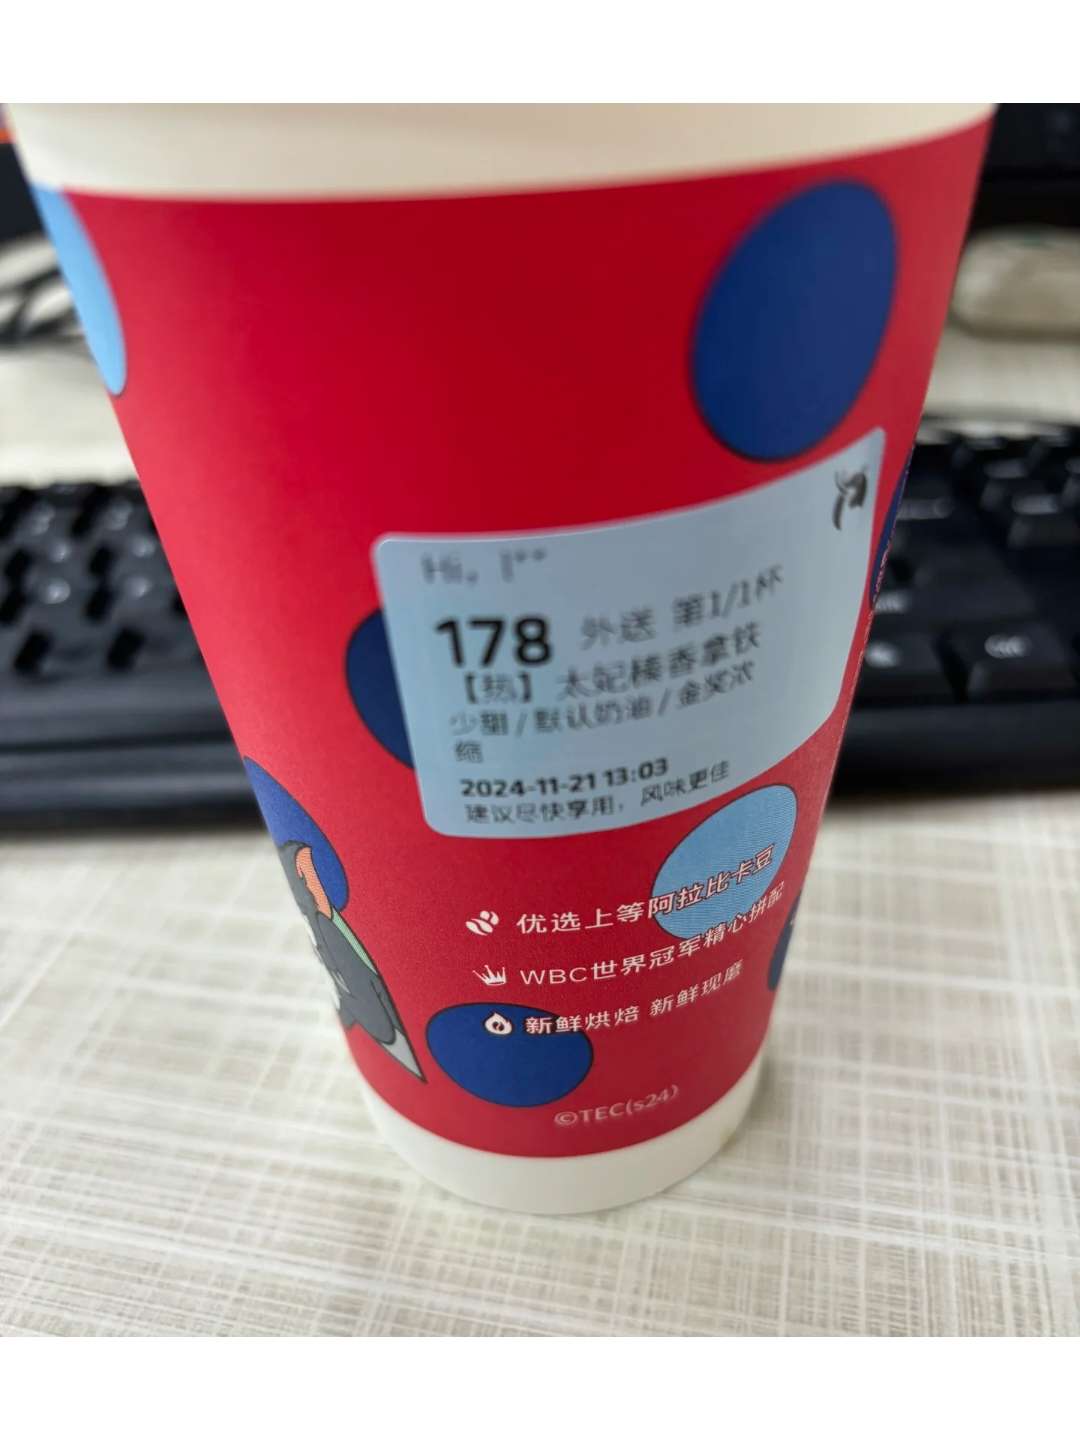 Hi, l**
178 外送 第1/1杯
【热】 太妃榛香拿铁
少甜/默认奶油/金奖浓
缩
2024-11-21 13:03
建议尽快享用，风味更佳
优选上等阿拉比卡豆
WBC世界冠军精心拼配
新鲜烘焙 新鲜现磨
©TEC(s24)